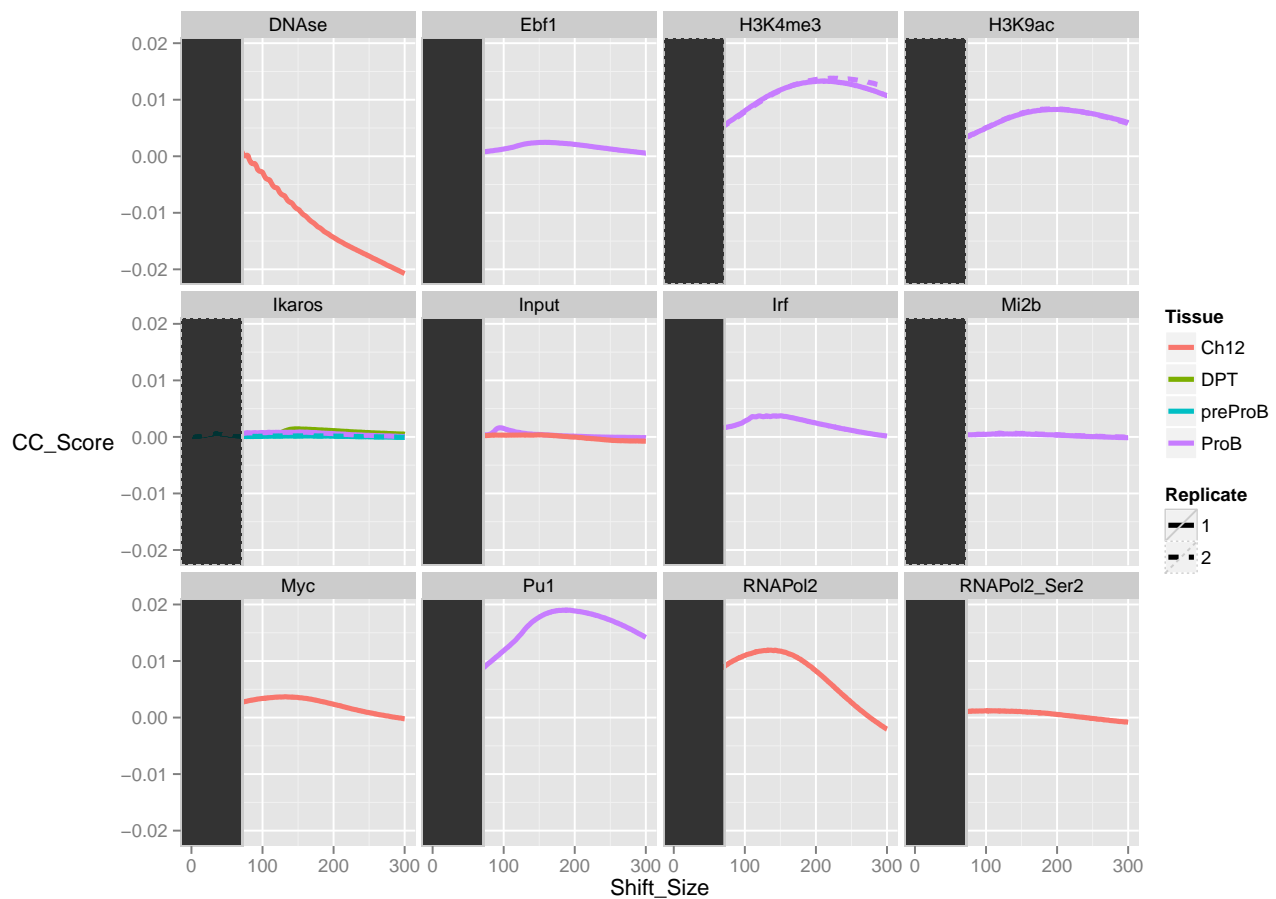 DNAse Ebf1 H3K4me3 H3K9ac
0.02
0.01
0.00
−0.01
−0.02
Ikaros Input Irf Mi2b
0.02
0.01
0.00
−0.01
−0.02
Myc Pu1 RNAPol2 RNAPol2_Ser2
0.02
0.01
0.00
−0.01
−0.02
0 100 200 300 0 100 200 300 0 100 200 300 0 100 200 300
Shift_Size
CC_Score
Tissue
Ch12
DPT
preProB
ProB
Replicate
1
2